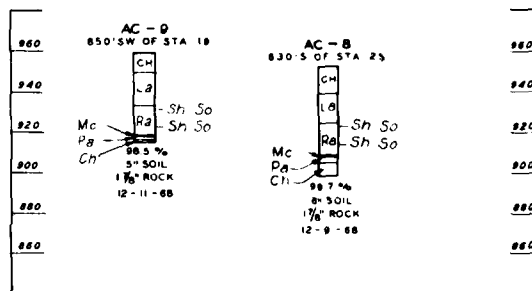 960
940
920
900
880
860
AC - 9
850' SW OF STA 19
CH
La
Ra
Sh So
Sh So
Mc
Pa
Ch
98.5 %
5" SOIL
1 7/8" ROCK
12 - 11 - 68
AC - 8
830' S OF STA 25
CH
La
Ra
Sh So
Sh So
Mc
Pa
Ch
99.7 %
8" SOIL
1 7/8" ROCK
12 - 9 - 68
960
940
920
900
880
860